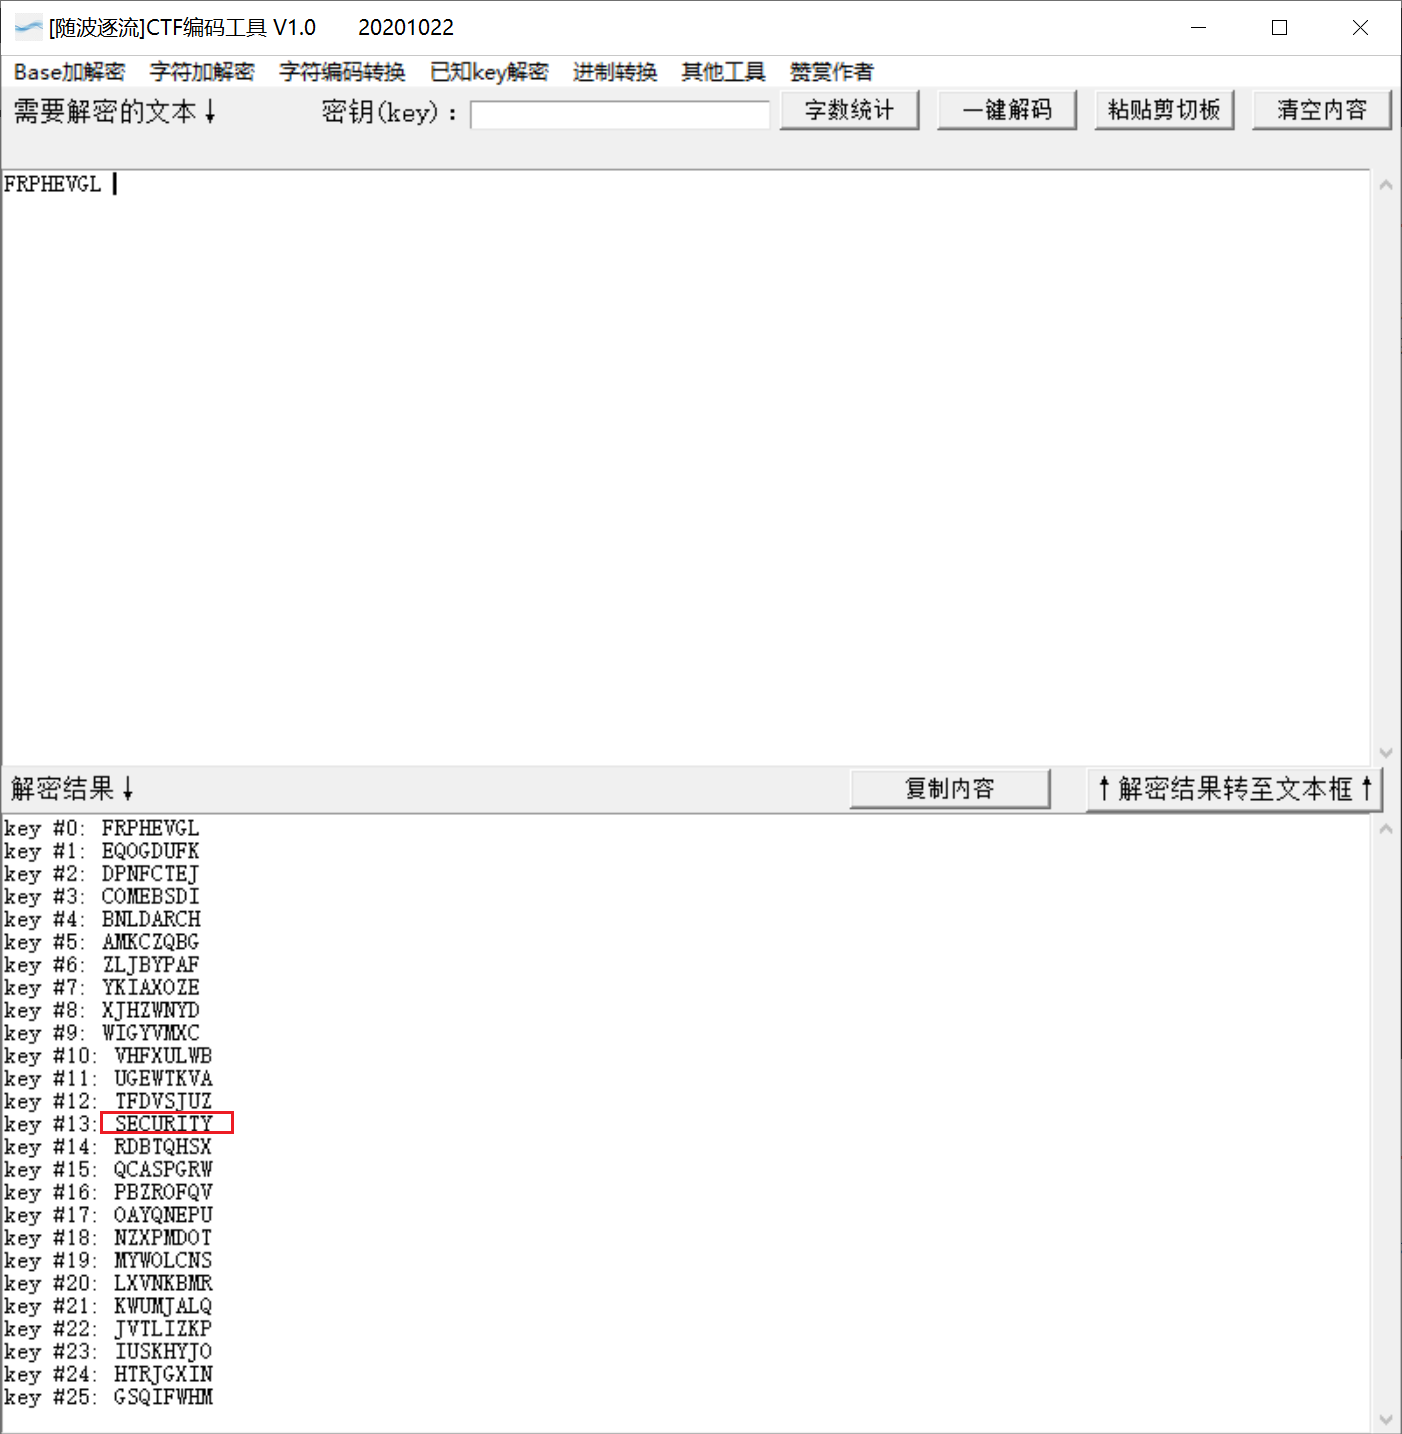 [随波逐流]CTF编码工具 V1.0 20201022
Base加解密 字符加解密 字符编码转换 已知key解密 进制转换 其他工具 赞赏作者
需要解密的文本↓ 密钥(key)： 字数统计 一键解码 粘贴剪切板 清空内容
FRPHEVGL
解密结果↓ 复制内容 ↑解密结果转至文本框↑
key #0: FRPHEVGL
key #1: EQOGDUFK
key #2: DPNFCTEJ
key #3: COMEBSDI
key #4: BNLDARCH
key #5: AMKCZQBG
key #6: ZLJBYPAF
key #7: YKIAXOZE
key #8: XJHZWNYD
key #9: WIGYVMXC
key #10: VHFXULWB
key #11: UGEWTKVA
key #12: TFDVSJUZ
key #13: SECURITY
key #14: RDBTQHSX
key #15: QCASPGRW
key #16: PBZROFQV
key #17: OAYQNEPU
key #18: NZXPMDOT
key #19: MYWOLCNS
key #20: LXVNKBMR
key #21: KWUMJALQ
key #22: JVTLIZKP
key #23: IUSKHYJO
key #24: HTRJGXIN
key #25: GSQIFWHM